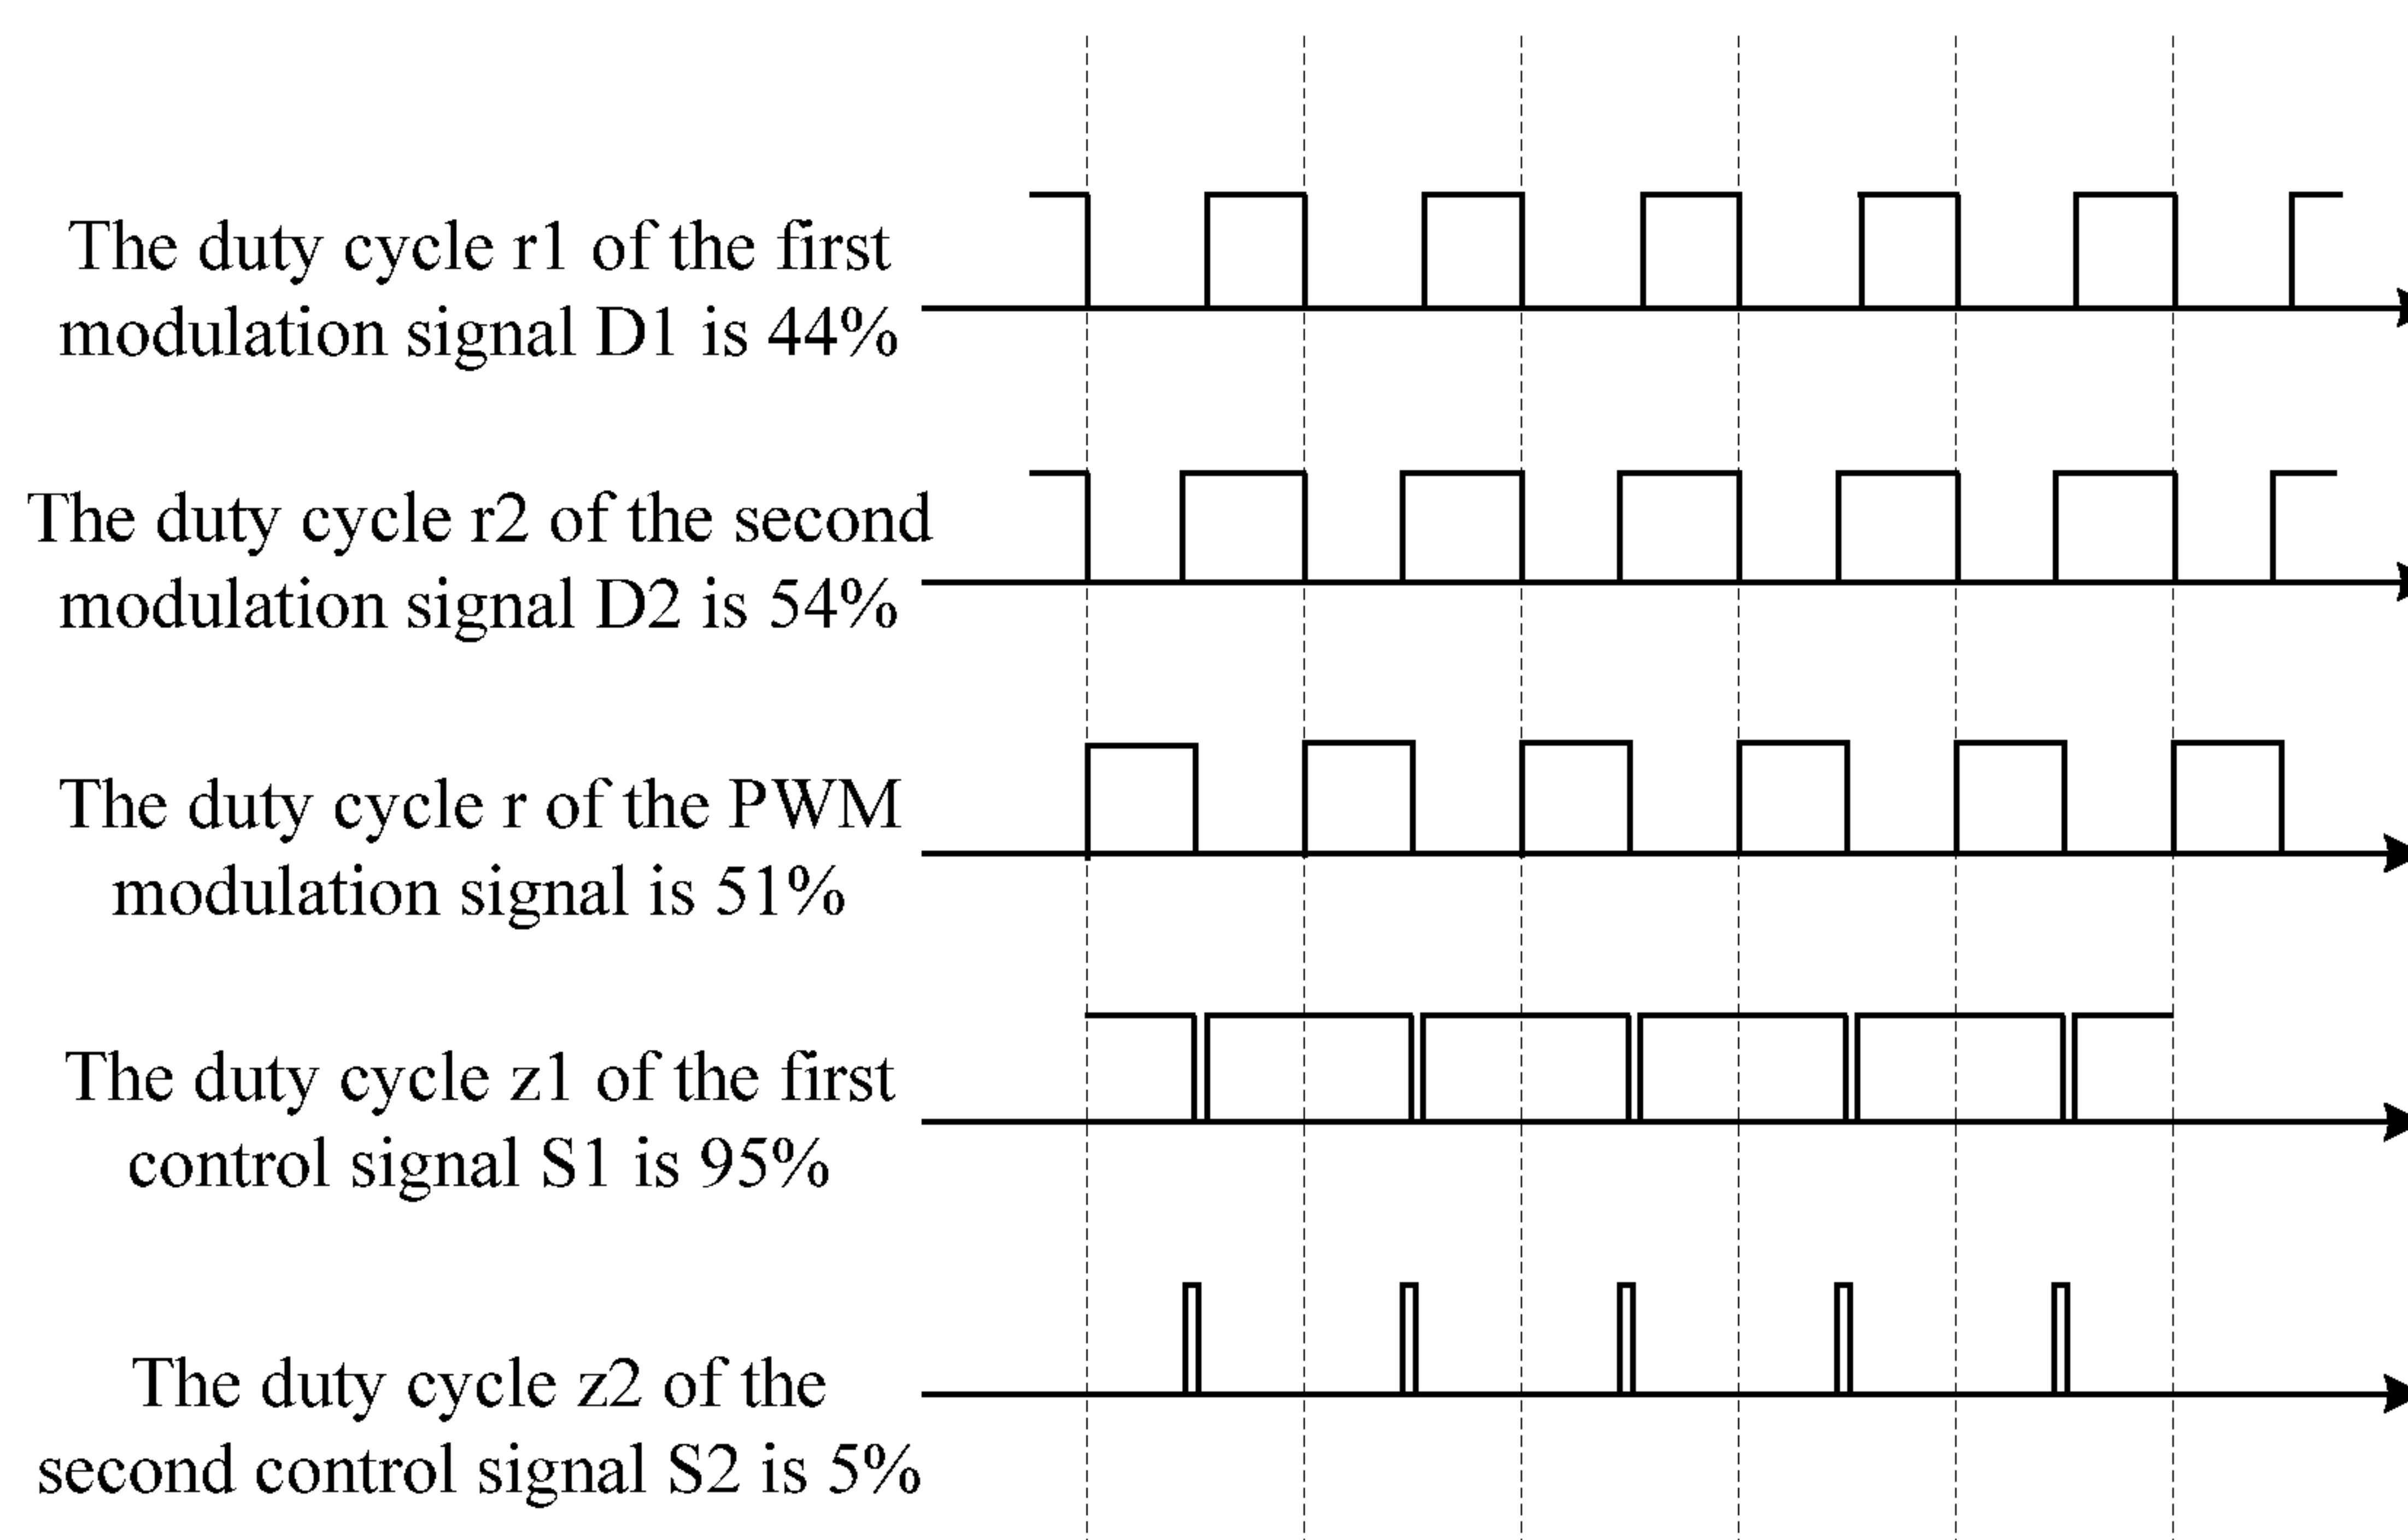 The duty cycle r1 of the first
modulation signal D1 is 44%
The duty cycle r2 of the second
modulation signal D2 is 54%
The duty cycle r of the PWM
modulation signal is 51%
The duty cycle z1 of the first
control signal S1 is 95%
The duty cycle z2 of the
second control signal S2 is 5%